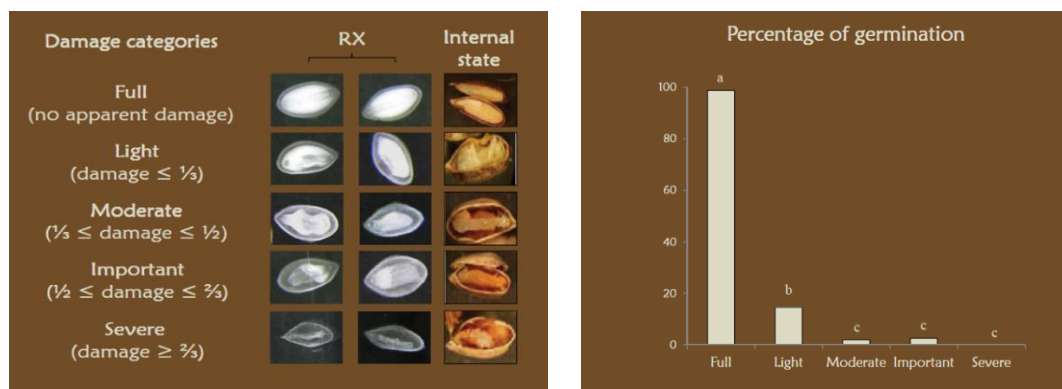 Damage categories
RX
Internal
state
Full
(no apparent damage)
Light
(damage ≤ ⅓)
Moderate
(⅓ ≤ damage ≤ ½)
Important
(½ ≤ damage ≤ ⅔)
Severe
(damage ≥ ⅔)
Percentage of germination
100
80
60
40
20
0
a
b
c
c
c
Full
Light
Moderate
Important
Severe